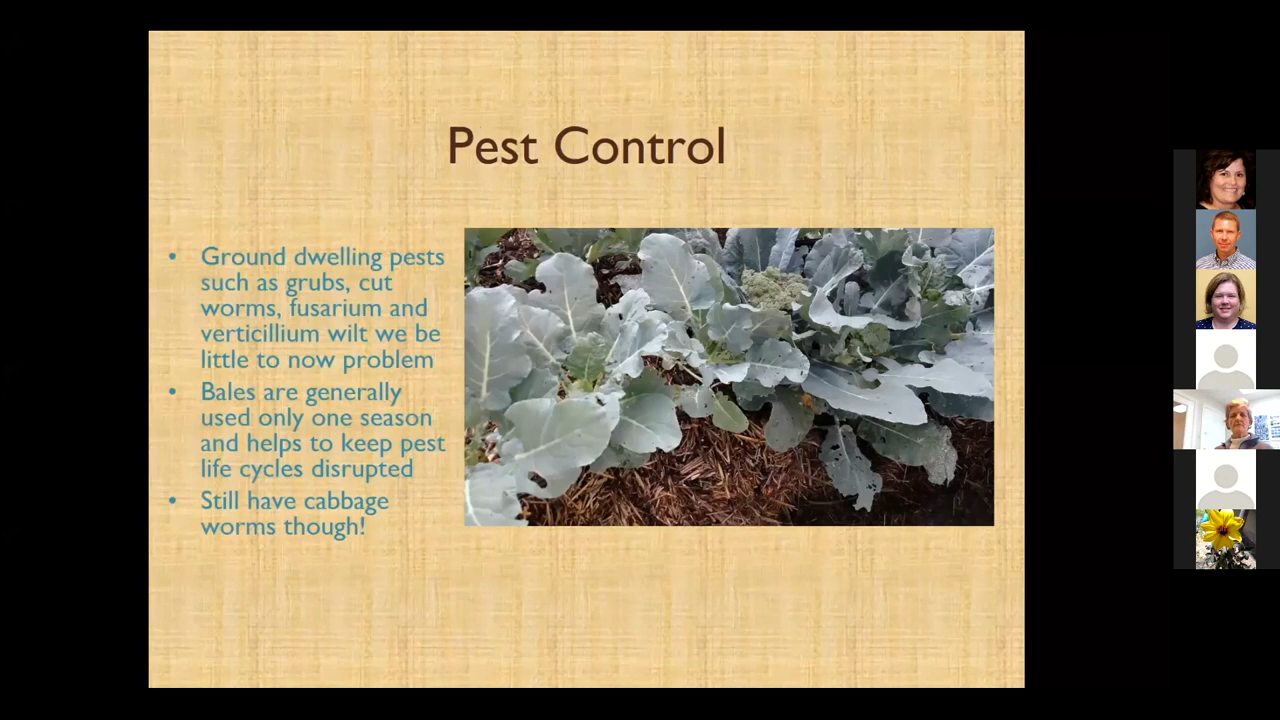 Pest Control
• Ground dwelling pests
such as grubs, cut
worms, fusarium and
verticillium wilt we be
little to now problem
• Bales are generally
used only one season
and helps to keep pest
life cycles disrupted
• Still have cabbage
worms though!